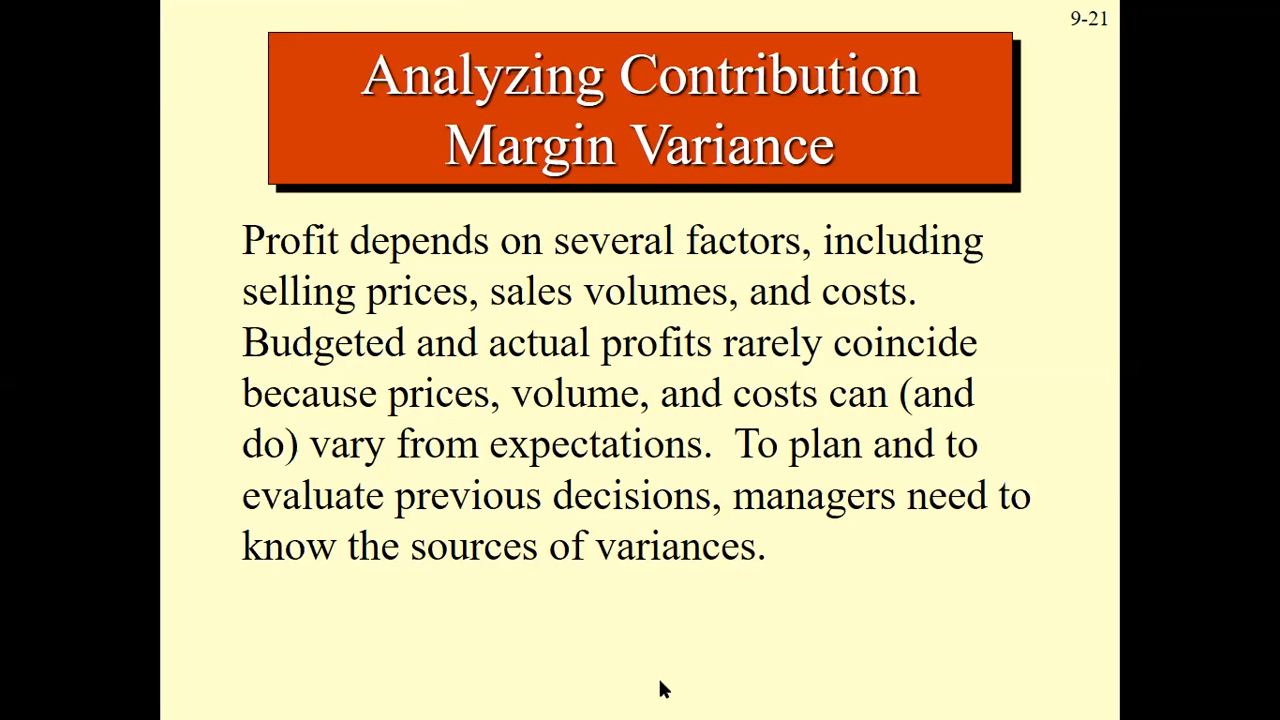 9-21
Analyzing Contribution
Margin Variance
Profit depends on several factors, including
selling prices, sales volumes, and costs.
Budgeted and actual profits rarely coincide
because prices, volume, and costs can (and
do) vary from expectations.  To plan and to
evaluate previous decisions, managers need to
know the sources of variances.